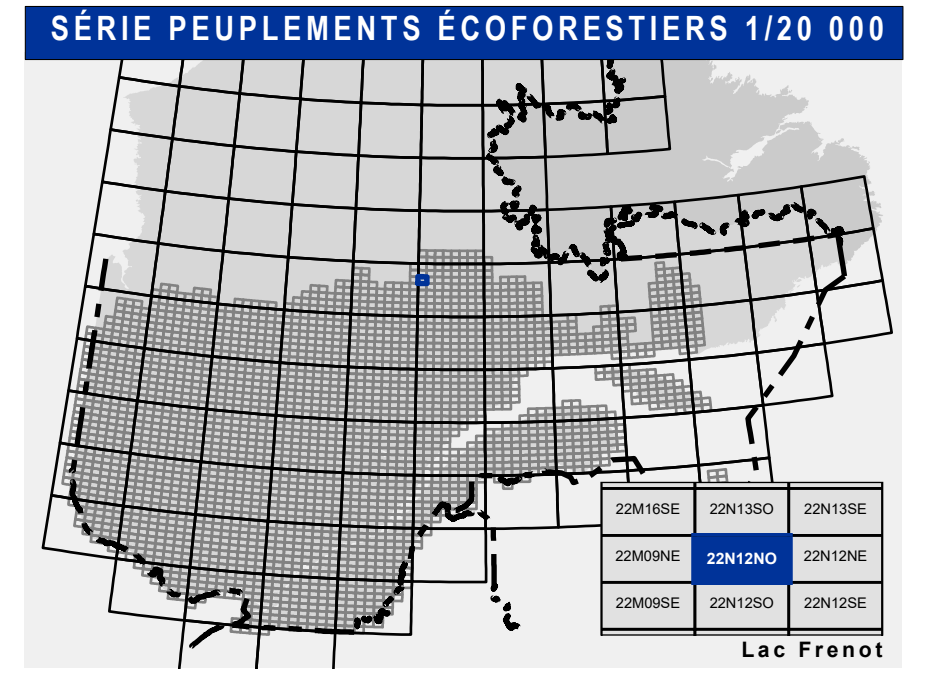 SÉRIE PEUPLEMENTS ÉCOFORESTIERS 1/20 000
22M16SE 22N13SO 22N13SE
22M09NE 22N12NO 22N12NE
22M09SE 22N12SO 22N12SE
Lac Frenot